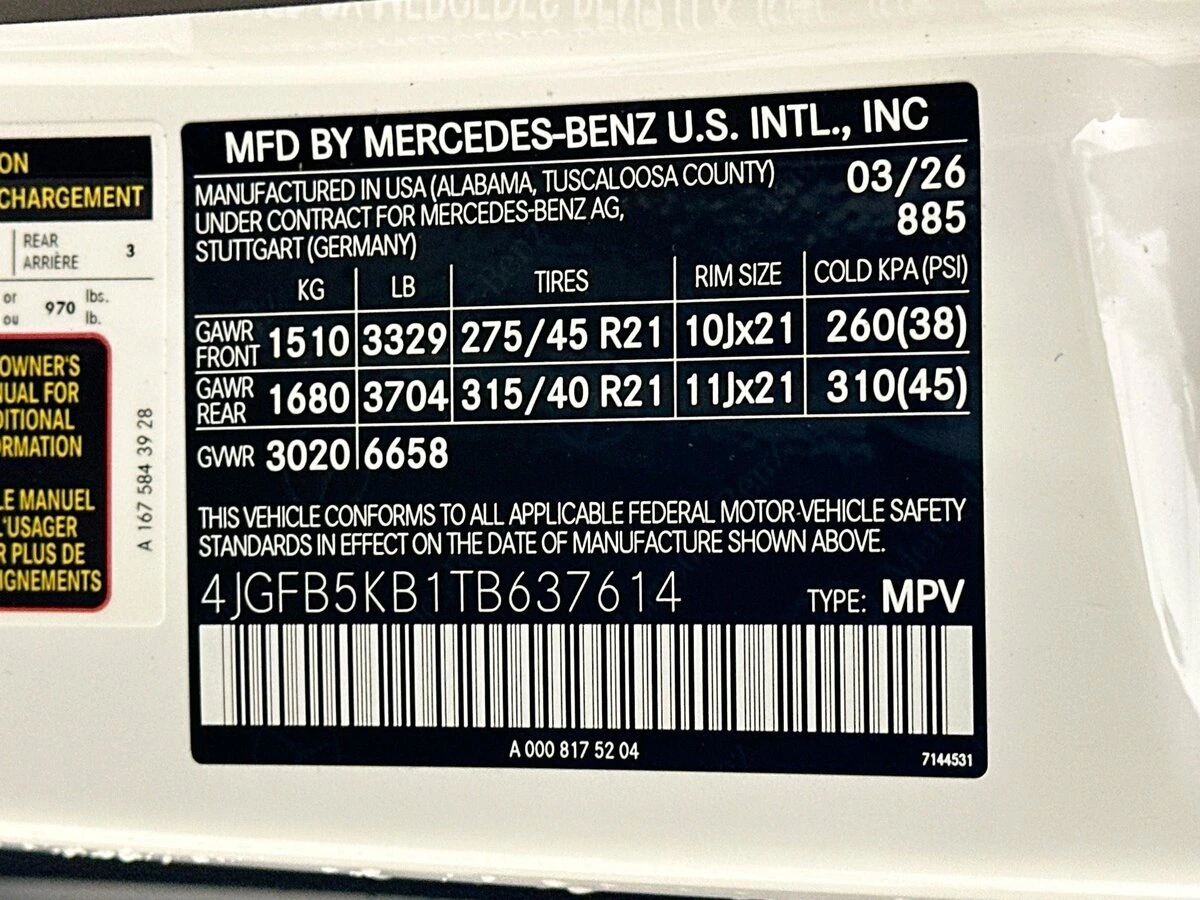 ON
CHARGEMENT
REAR
ARRIÈRE
3
or
ou
970
lbs.
lb.
OWNER'S
FOR
MANUEL
L'USAGER
PLUS DE
A 167 584 39 28
MFD BY MERCEDES-BENZ U.S. INTL., INC
MANUFACTURED IN USA (ALABAMA, TUSCALOOSA COUNTY) 03/26
UNDER CONTRACT FOR MERCEDES-BENZ AG, 885
STUTTGART (GERMANY)
KG LB TIRES RIM SIZE COLD KPA (PSI)
GAWR FRONT 1510 3329 275/45 R21 10Jx21 260(38)
GAWR REAR 1680 3704 315/40 R21 11Jx21 310(45)
GVWR 3020 6658
THIS VEHICLE CONFORMS TO ALL APPLICABLE FEDERAL MOTOR-VEHICLE SAFETY
STANDARDS IN EFFECT ON THE DATE OF MANUFACTURE SHOWN ABOVE.
4JGFB5KB1TB637614 TYPE: MPV
A 000 817 52 04
7144531